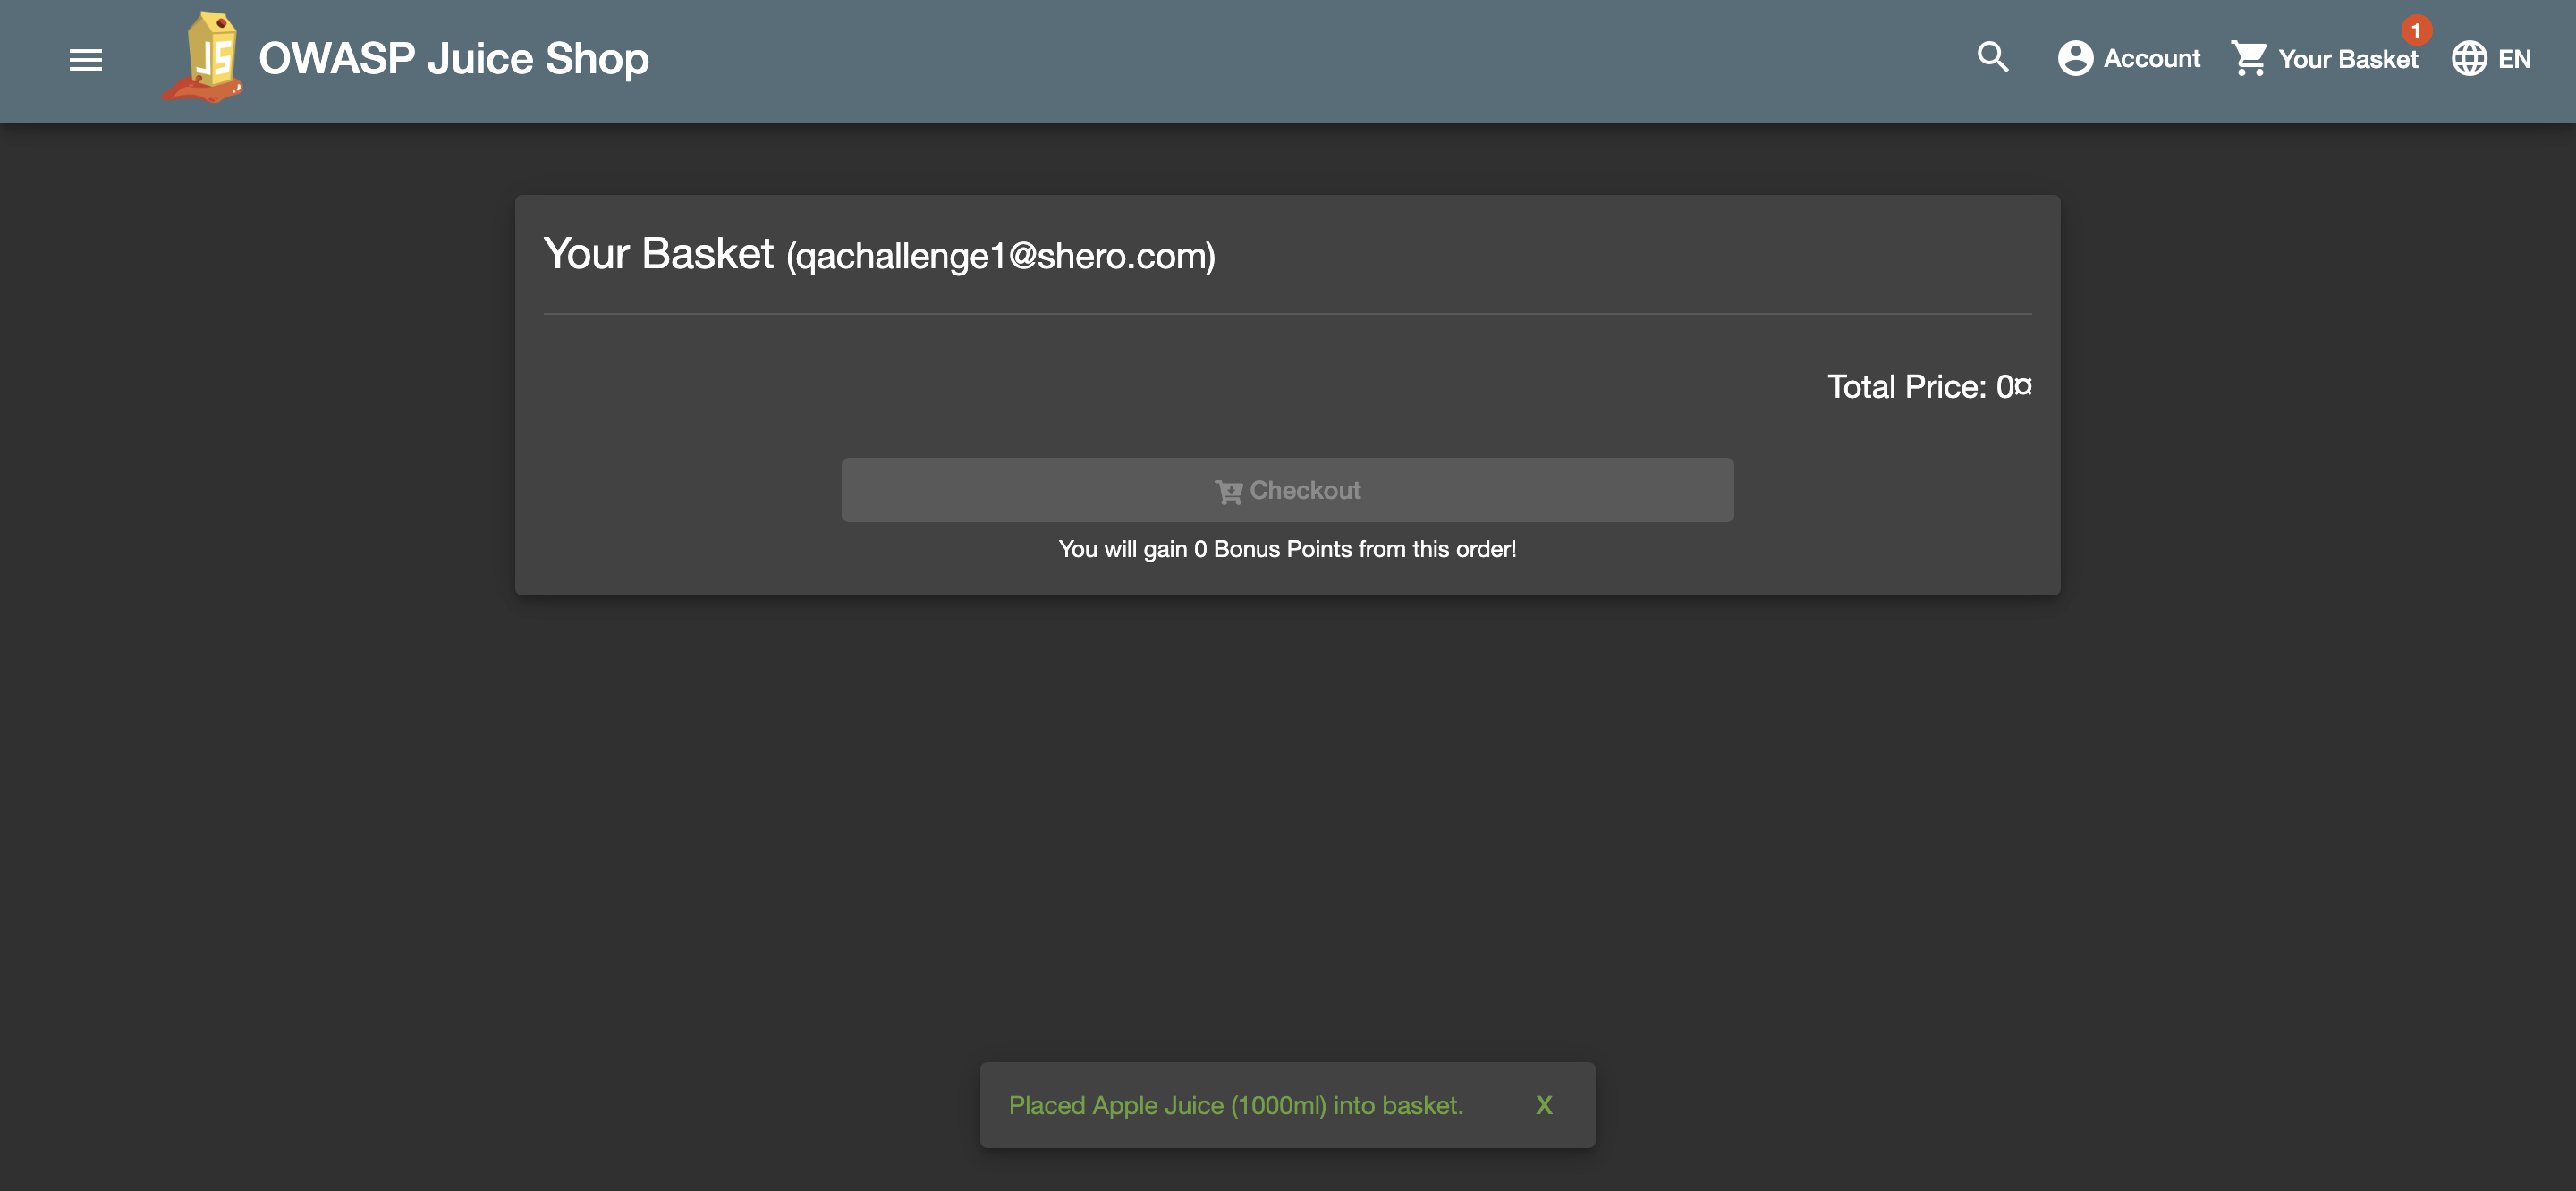 JS
OWASP Juice Shop
Account
Your Basket
1
EN
Your Basket (qachallenge1@shero.com)
Total Price: 0¤
Checkout
You will gain 0 Bonus Points from this order!
Placed Apple Juice (1000ml) into basket.
X